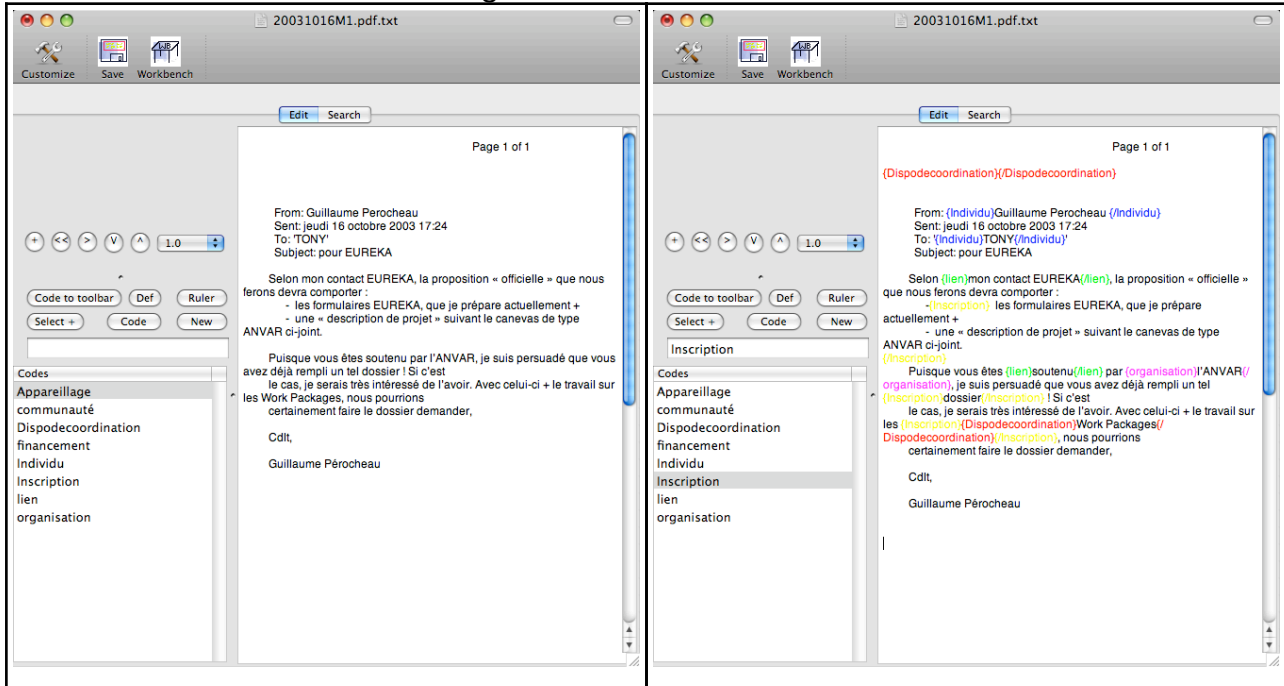 20031016M1.pdf.txt
Customize Save Workbench
Edit Search
Page 1 of 1
From: Guillaume Perocheau
Sent: jeudi 16 octobre 2003 17:24
To: 'TONY'
Subject: pour EUREKA
+ << > V ^ 1.0
Selon mon contact EUREKA, la proposition « officielle » que nous
ferons devra comporter :
- les formulaires EUREKA, que je prépare actuellement +
- une « description de projet » suivant le canevas de type
ANVAR ci-joint.
Code to toolbar Def Ruler
Select + Code New
Puisque vous êtes soutenu par l'ANVAR, je suis persuadé que vous
avez déjà rempli un tel dossier ! Si c'est
le cas, je serais très intéressé de l'avoir. Avec celui-ci + le travail sur
les Work Packages, nous pourrions
certainement faire le dossier demander,
Cdlt,
Guillaume Pérocheau
Codes
Appareillage
communauté
Dispodecoordination
financement
Individu
Inscription
lien
organisation
20031016M1.pdf.txt
Customize Save Workbench
Edit Search
Page 1 of 1
{Dispodecoordination}{/Dispodecoordination}
From: {Individu}Guillaume Perocheau {/Individu}
Sent: jeudi 16 octobre 2003 17:24
To: '{Individu}TONY{/Individu}'
Subject: pour EUREKA
+ << > V ^ 1.0
Selon {lien}mon contact EUREKA{/lien}, la proposition « officielle »
que nous ferons devra comporter :
-{Inscription} les formulaires EUREKA, que je prépare
actuellement +
- une « description de projet » suivant le canevas de type
ANVAR ci-joint.
{/Inscription}
Puisque vous êtes {lien}soutenu{/lien} par {organisation}l'ANVAR{/
organisation}, je suis persuadé que vous avez déjà rempli un tel
{Inscription}dossier{/Inscription} ! Si c'est
le cas, je serais très intéressé de l'avoir. Avec celui-ci + le travail sur
les {Inscription}{Dispodecoordination}Work Packages{/
Dispodecoordination}{/Inscription}, nous pourrions
certainement faire le dossier demander,
Cdlt,
Guillaume Pérocheau
Code to toolbar Def Ruler
Select + Code New
Inscription
Codes
Appareillage
communauté
Dispodecoordination
financement
Individu
Inscription
lien
organisation